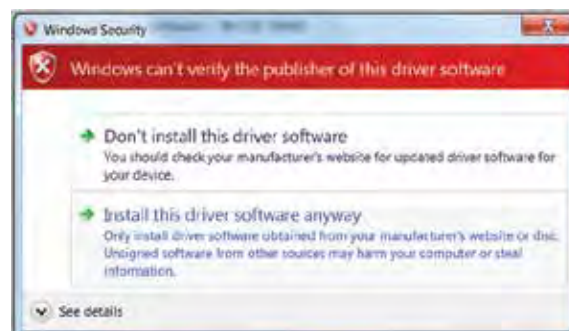 Windows Security
Windows can't verify the publisher of this driver software
Don't install this driver software
You should check your manufacturer's website for updated driver software for
your device.
Install this driver software anyway
Only install driver software obtained from your manufacturer's website or disc.
Unsigned software from other sources may harm your computer or steal
information.
See details